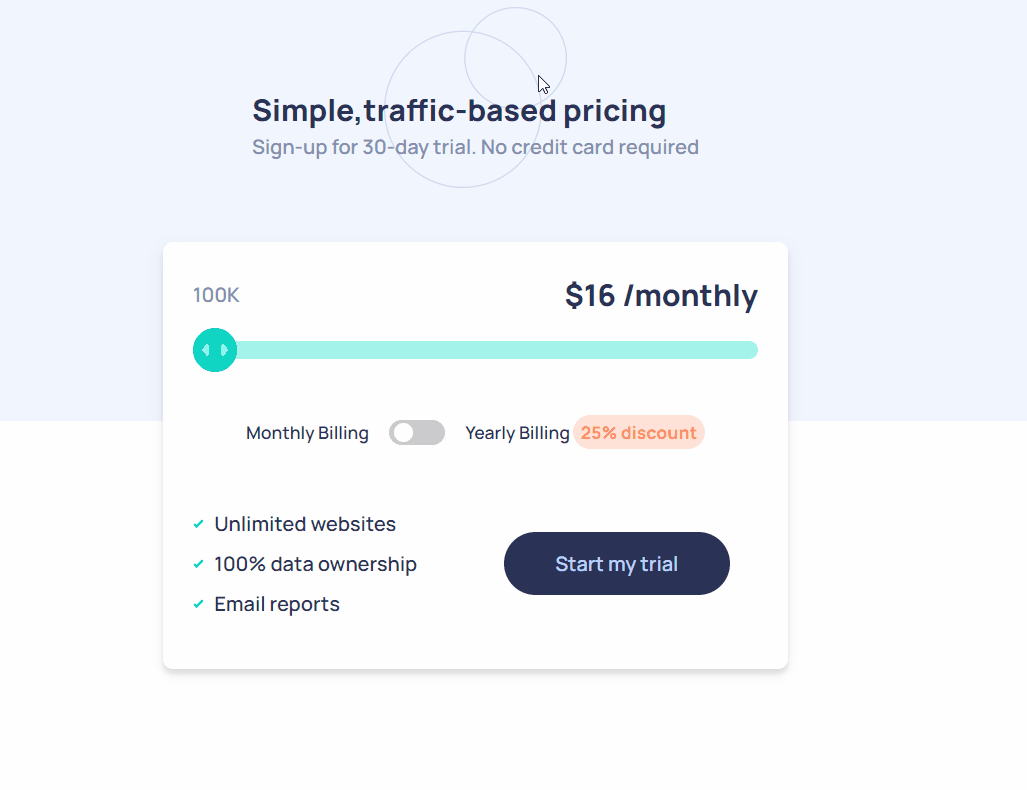 Simple,traffic-based pricing
Sign-up for 30-day trial. No credit card required
100K $16 /monthly
Monthly Billing Yearly Billing 25% discount
Unlimited websites
100% data ownership
Email reports
Start my trial